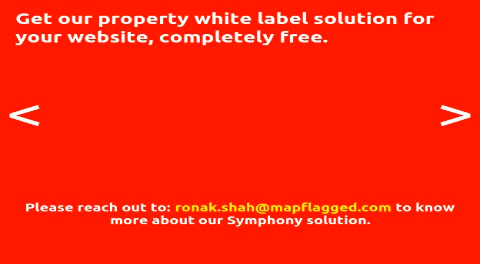 Get our property white label solution for
your website, completely free.
< >
Please reach out to: ronak.shah@mapflagged.com to know
more about our Symphony solution.